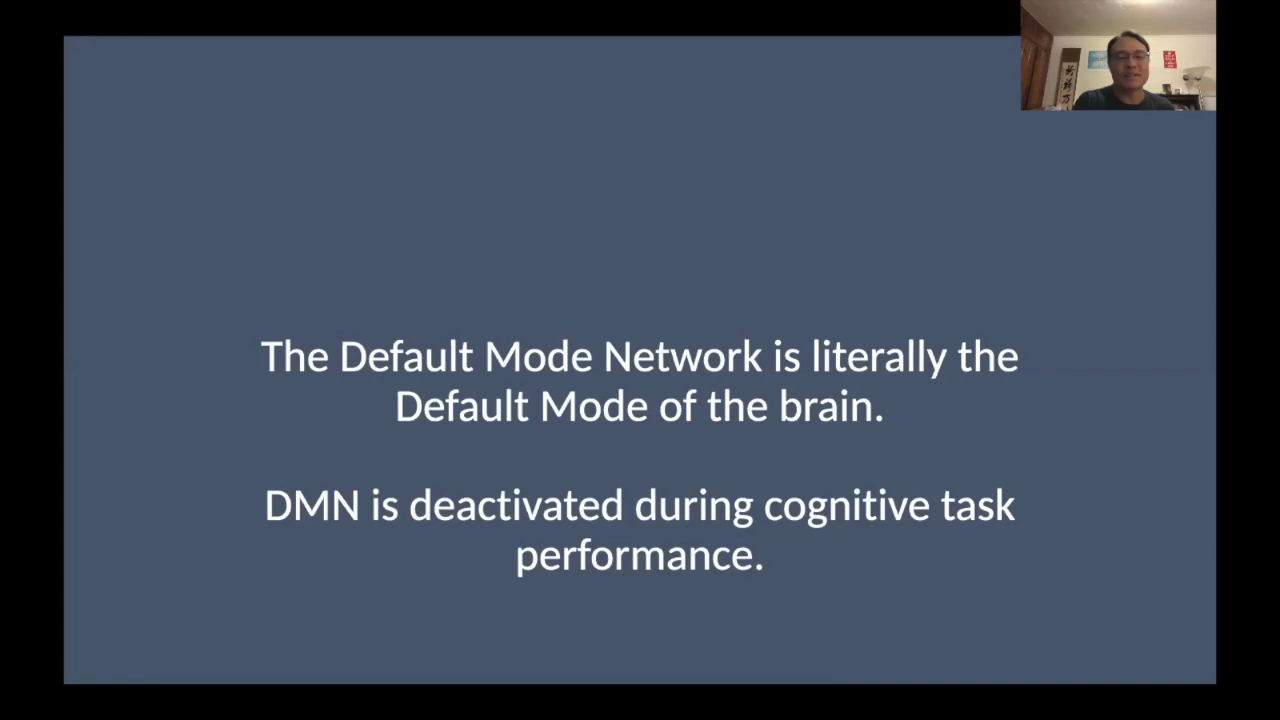 The Default Mode Network is literally the
Default Mode of the brain.
DMN is deactivated during cognitive task
performance.